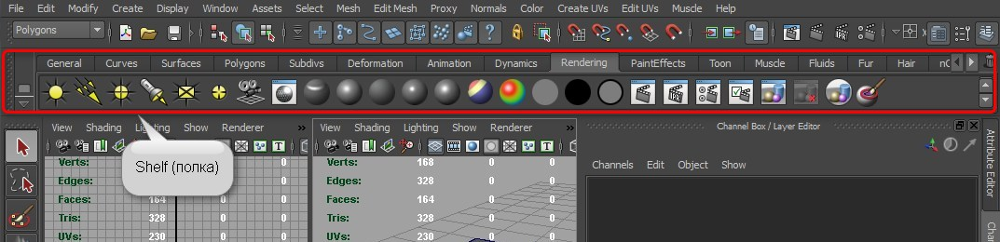 File Edit Modify Create Display Window Assets Select Mesh Edit Mesh Proxy Normals Color Create UVs Edit UVs Muscle Help
Polygons
General Curves Surfaces Polygons Subdivs Deformation Animation Dynamics Rendering PaintEffects Toon Muscle Fluids Fur Hair
View Shading Lighting Show Renderer »
View Shading Lighting Show Renderer »
Channel Box / Layer Editor
Shelf (полка)
Verts: 0
Edges: 0
Faces: 164 0 0
Tris: 328 0 0
UVs: 230 0 0
Verts: 168 0 0
Edges: 328 0 0
Faces: 164 0 0
Tris: 328 0 0
UVs: 230 0 0
Channels Edit Object Show
Attribute Editor